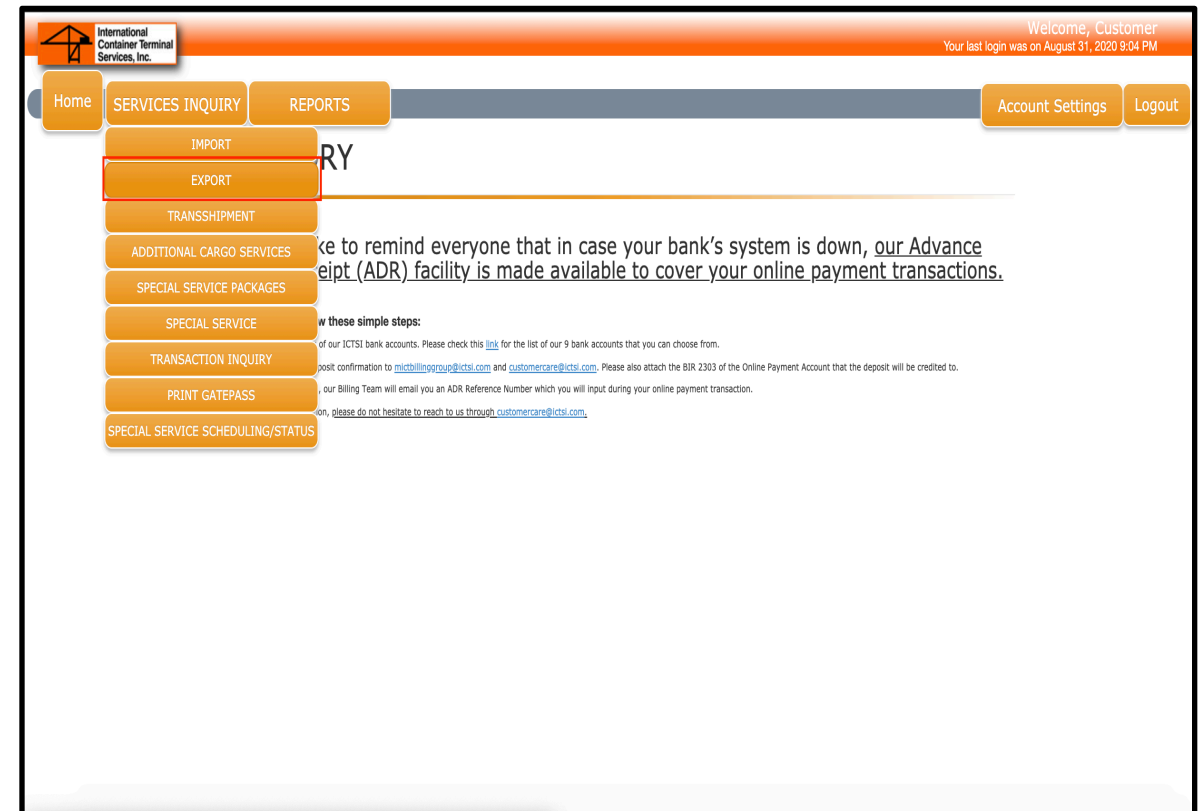 International
Container Terminal
Services, Inc.
Welcome, Customer
Your last login was on August 31, 2020 9:04 PM
Home
SERVICES INQUIRY
REPORTS
Account Settings
Logout
IMPORT
EXPORT
TRANSSHIPMENT
ADDITIONAL CARGO SERVICES
SPECIAL SERVICE PACKAGES
SPECIAL SERVICE
TRANSACTION INQUIRY
PRINT GATEPASS
SPECIAL SERVICE SCHEDULING/STATUS
RY
ke to remind everyone that in case your bank's system is down, our Advance
eipt (ADR) facility is made available to cover your online payment transactions.
w these simple steps:
of our ICTSI bank accounts. Please check this link for the list of our 9 bank accounts that you can choose from.
posit confirmation to mictbillinggroup@ictsi.com and customercare@ictsi.com. Please also attach the BIR 2303 of the Online Payment Account that the deposit will be credited to.
, our Billing Team will email you an ADR Reference Number which you will input during your online payment transaction.
on, please do not hesitate to reach to us through customercare@ictsi.com.